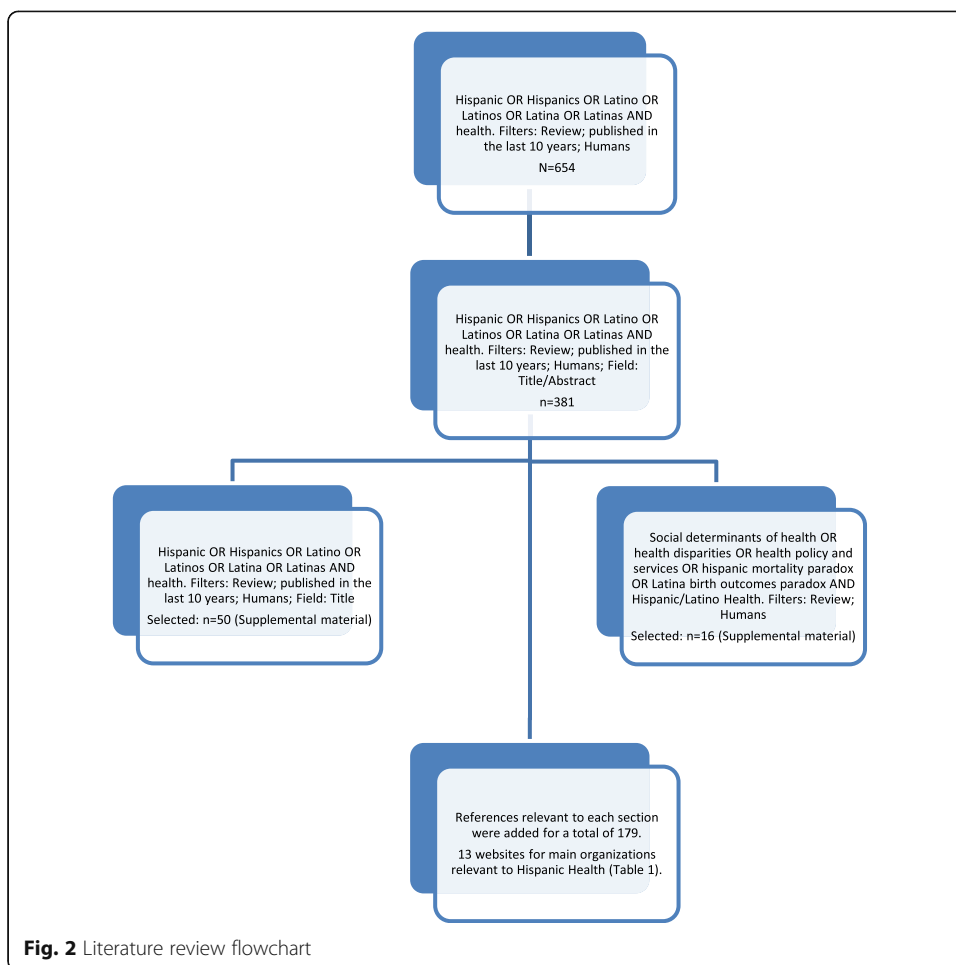 Hispanic OR Hispanics OR Latino OR
Latinos OR Latina OR Latinas AND
health. Filters: Review; published in
the last 10 years; Humans
N=654
Hispanic OR Hispanics OR Latino OR
Latinos OR Latina OR Latinas AND
health. Filters: Review; published in the
last 10 years; Humans; Field:
Title/Abstract
n=381
Hispanic OR Hispanics OR Latino OR
Latinos OR Latina OR Latinas AND
health. Filters: Review; published in the
last 10 years; Humans; Field: Title
Selected: n=50 (Supplemental material)
Social determinants of health OR
health disparities OR health policy and
services OR hispanic mortality paradox
OR Latina birth outcomes paradox AND
Hispanic/Latino Health. Filters: Review;
Humans
Selected: n=16 (Supplemental material)
References relevant to each section
were added for a total of 179.
13 websites for main organizations
relevant to Hispanic Health (Table 1).
Fig. 2 Literature review flowchart